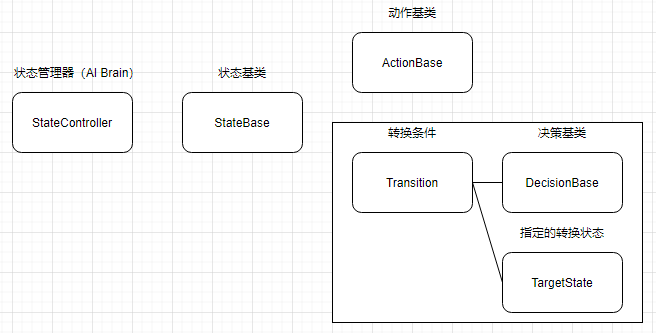 动作基类
ActionBase
状态管理器（AI Brain）
状态基类
StateController
StateBase
转换条件
决策基类
Transition
DecisionBase
指定的转换状态
TargetState